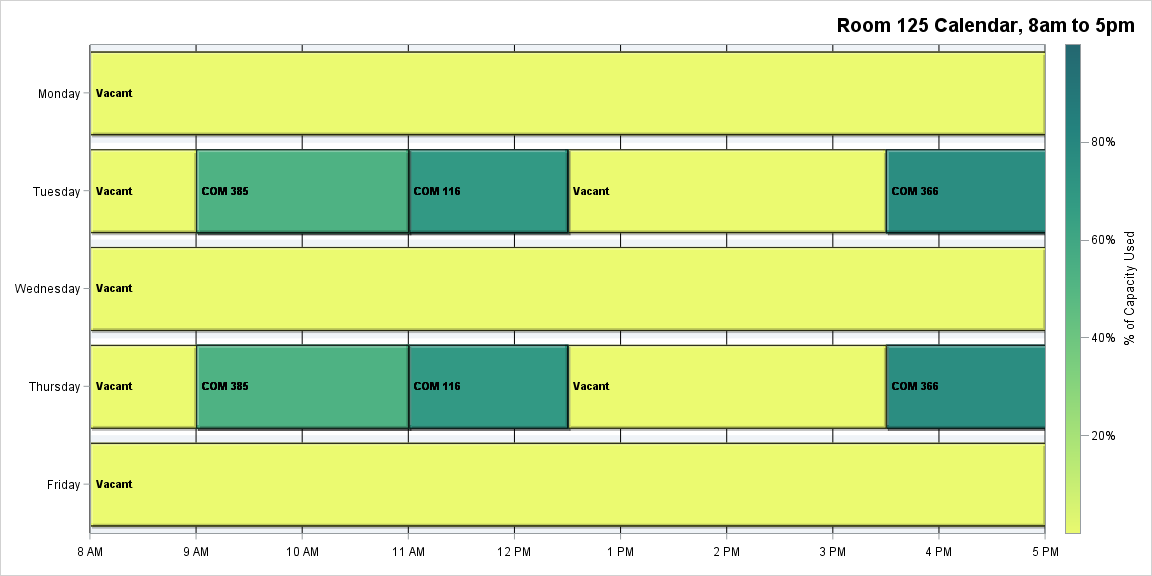 Room 125 Calendar, 8am to 5pm
Monday
Vacant
Tuesday
Vacant
COM 385
COM 116
Vacant
COM 366
Wednesday
Vacant
Thursday
Vacant
COM 385
COM 116
Vacant
COM 366
Friday
Vacant
8 AM
9 AM
10 AM
11 AM
12 PM
1 PM
2 PM
3 PM
4 PM
5 PM
80%
60%
40%
20%
% of Capacity Used